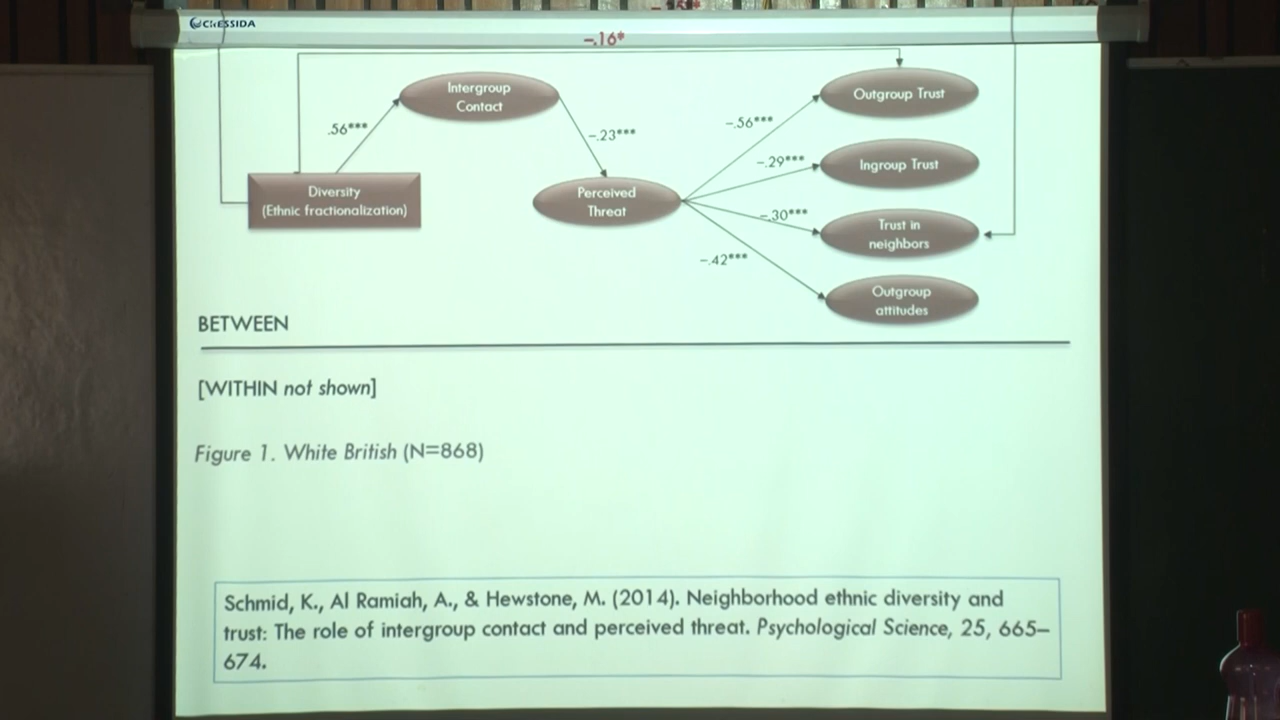 CRESSIDA
-.16*
Intergroup
Contact
Outgroup Trust
.56***
-.23***
-.56***
-.29***
Ingroup Trust
Diversity
(Ethnic fractionalization)
Perceived
Threat
-.30***
Trust in
neighbors
-.42***
Outgroup
attitudes
BETWEEN
[WITHIN not shown]
Figure 1. White British (N=868)
Schmid, K., Al Ramiah, A., & Hewstone, M. (2014). Neighborhood ethnic diversity and
trust: The role of intergroup contact and perceived threat. Psychological Science, 25, 665–
674.